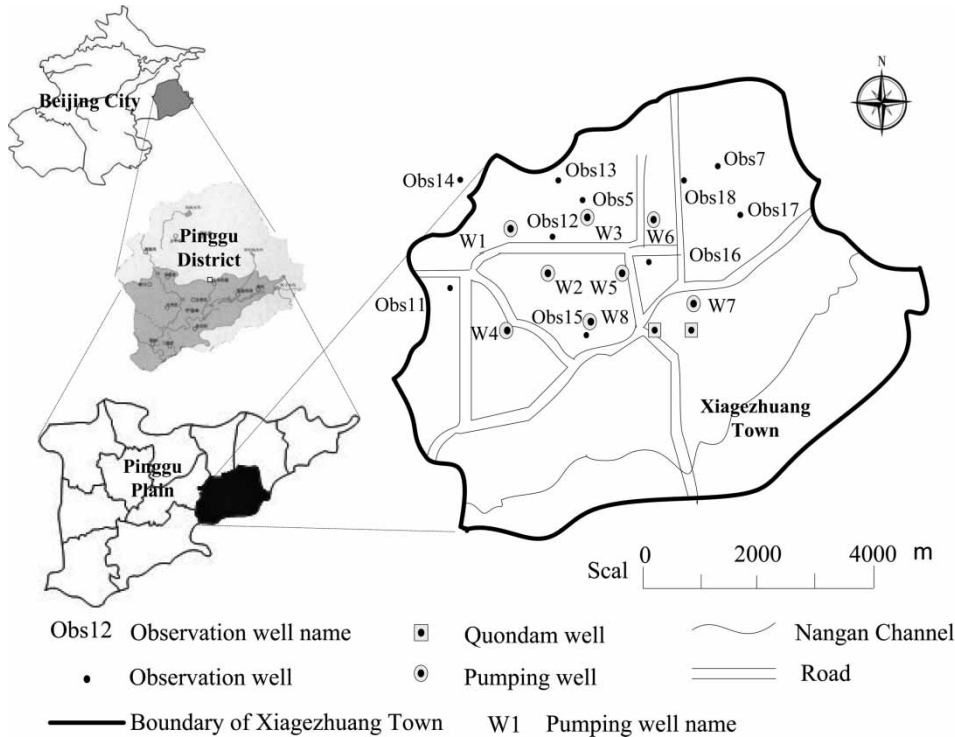 N
Beijing City
Pinggu
District
Pinggu
Plain
Obs14
Obs13
Obs7
Obs5
Obs18
Obs17
Obs12
W1
W3
W6
Obs16
W2
W5
Obs11
W7
Obs15
W8
W4
Xiagezhuang
Town
0 2000 4000 m
Scal
Obs12 Observation well name
Quondam well
Nangan Channel
Observation well
Pumping well
Road
Boundary of Xiagezhuang Town
W1 Pumping well name